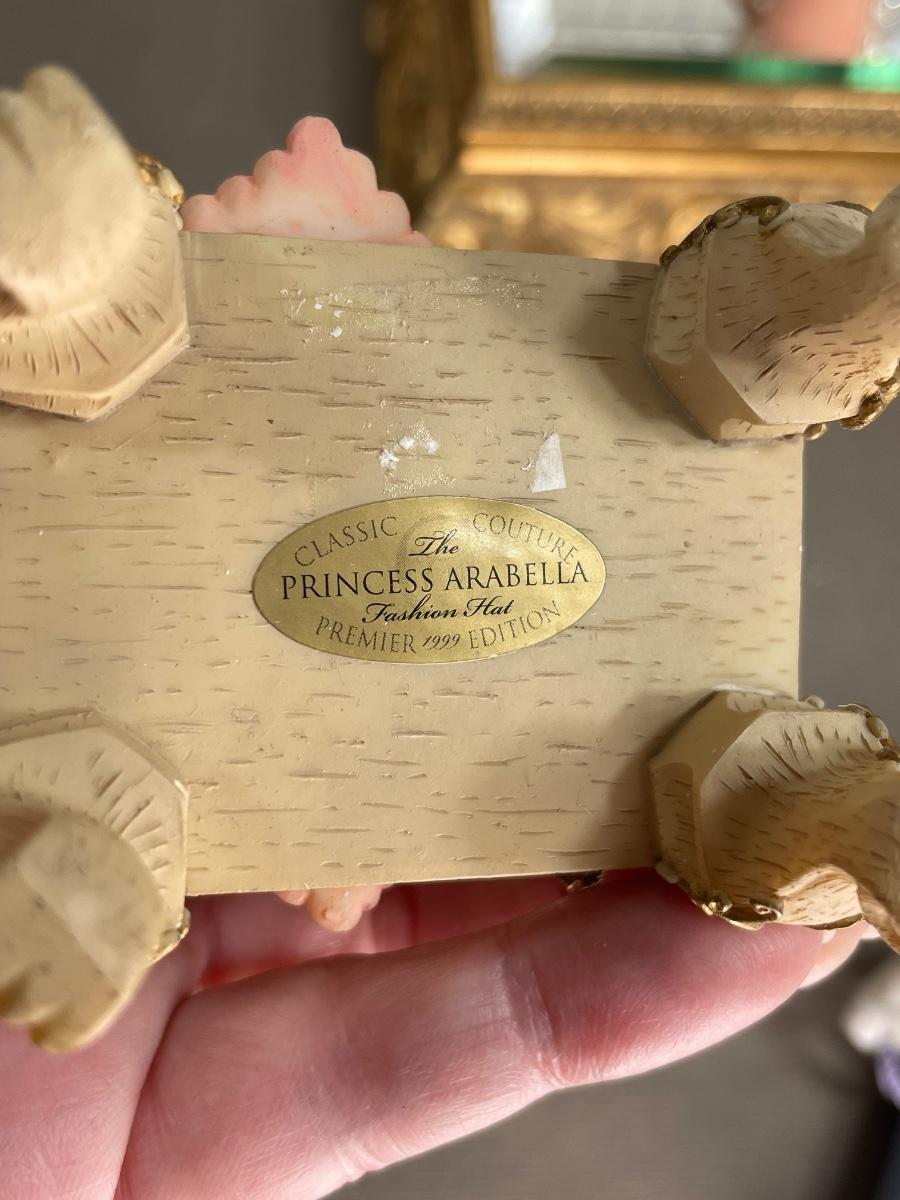 CLASSIC COUTURE
The
PRINCESS ARABELLA
Fashion Hat
PREMIER 1999 EDITION